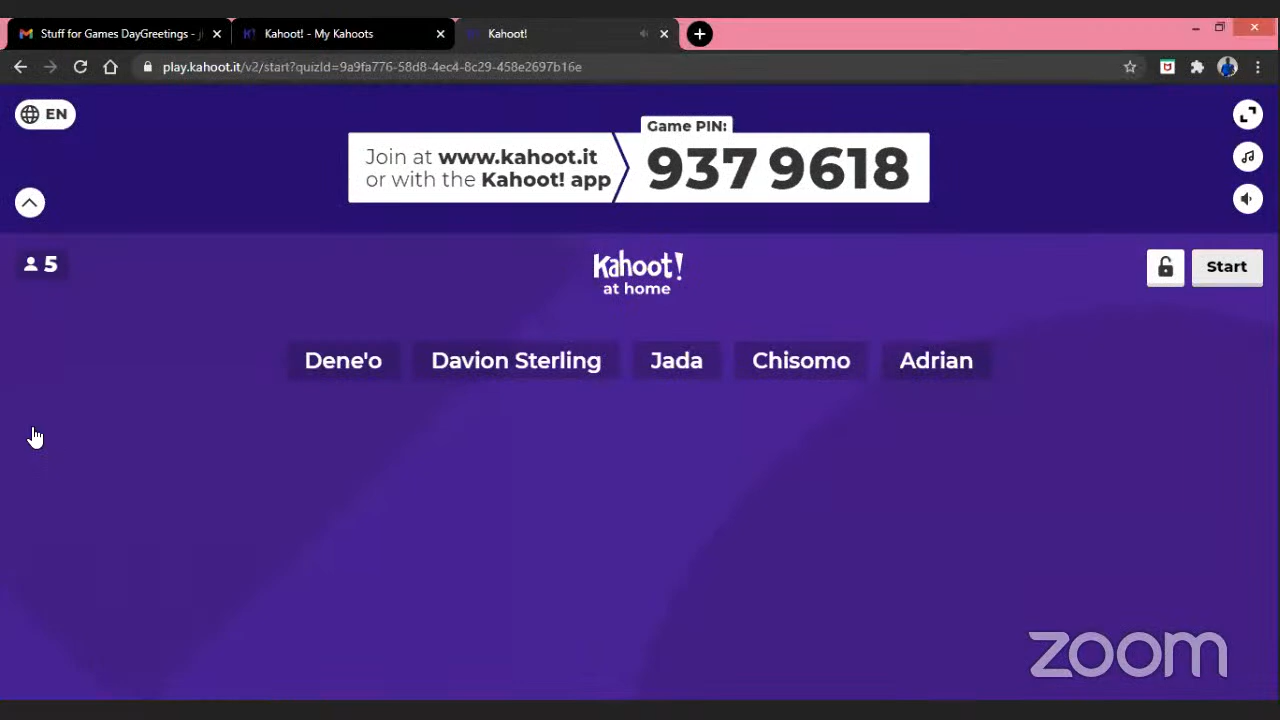 Stuff for Games DayGreetings - j
Kahoot! - My Kahoots
Kahoot!
play.kahoot.it/v2/start?quizId=9a9fa776-58d8-4ec4-8c29-458e2697b16e
EN
Game PIN:
Join at www.kahoot.it
or with the Kahoot! app
937 9618
5
Kahoot!
at home
Start
Dene'o Davion Sterling Jada Chisomo Adrian
zoom